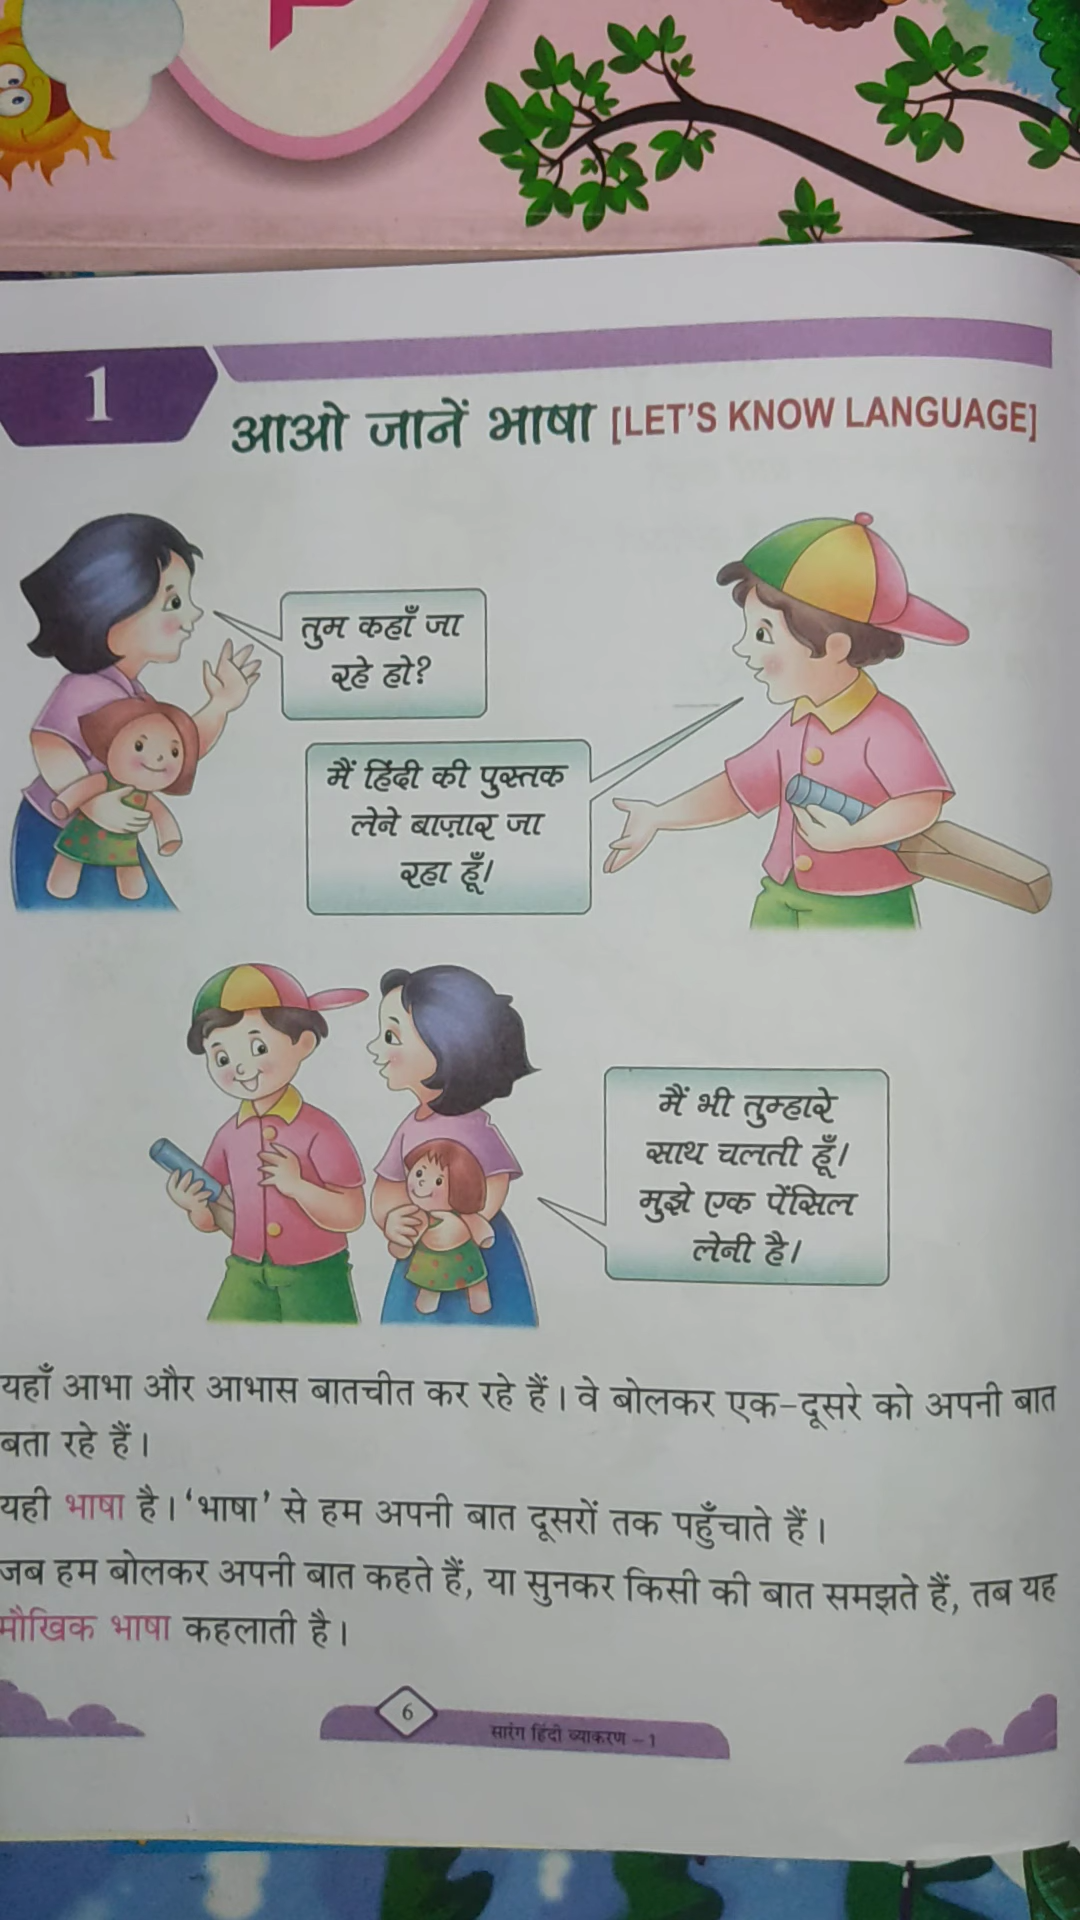 1
आओ जानें भाषा [LET'S KNOW LANGUAGE]
तुम कहाँ जा
रहे हो?
मैं हिंदी की पुस्तक
लेने बाज़ार जा
रहा हूँ।
मैं भी तुम्हारे
साथ चलती हूँ।
मुझे एक पेंसिल
लेनी है।
यहाँ आभा और आभास बातचीत कर रहे हैं। वे बोलकर एक-दूसरे को अपनी बात
बता रहे हैं।
यही भाषा है। 'भाषा' से हम अपनी बात दूसरों तक पहुँचाते हैं।
जब हम बोलकर अपनी बात कहते हैं, या सुनकर किसी की बात समझते हैं, तब यह
मौखिक भाषा कहलाती है।
6
सारंग हिंदी व्याकरण – 1